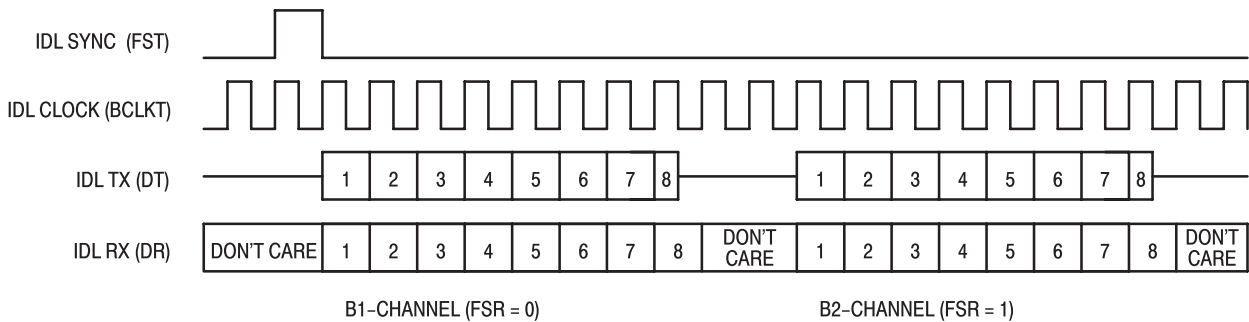 IDL SYNC (FST)
IDL CLOCK (BCLKT)
IDL TX (DT)
1 2 3 4 5 6 7 8 1 2 3 4 5 6 7 8
IDL RX (DR)
DON'T CARE 1 2 3 4 5 6 7 8 DON'T CARE 1 2 3 4 5 6 7 8 DON'T CARE
B1–CHANNEL (FSR = 0) B2–CHANNEL (FSR = 1)